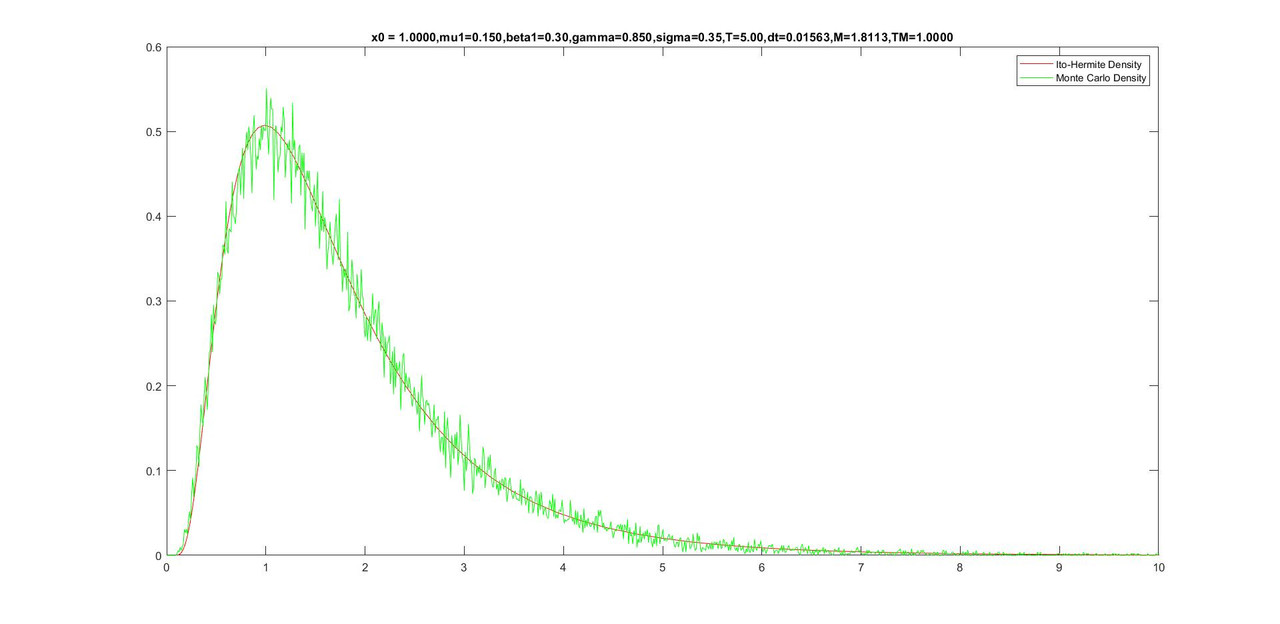 x0 = 1.0000,mu1=0.150,beta1=0.30,gamma=0.850,sigma=0.35,T=5.00,dt=0.01563,M=1.8113,TM=1.0000
Ito-Hermite Density
Monte Carlo Density
0.6
0.5
0.4
0.3
0.2
0.1
0
0 1 2 3 4 5 6 7 8 9 10